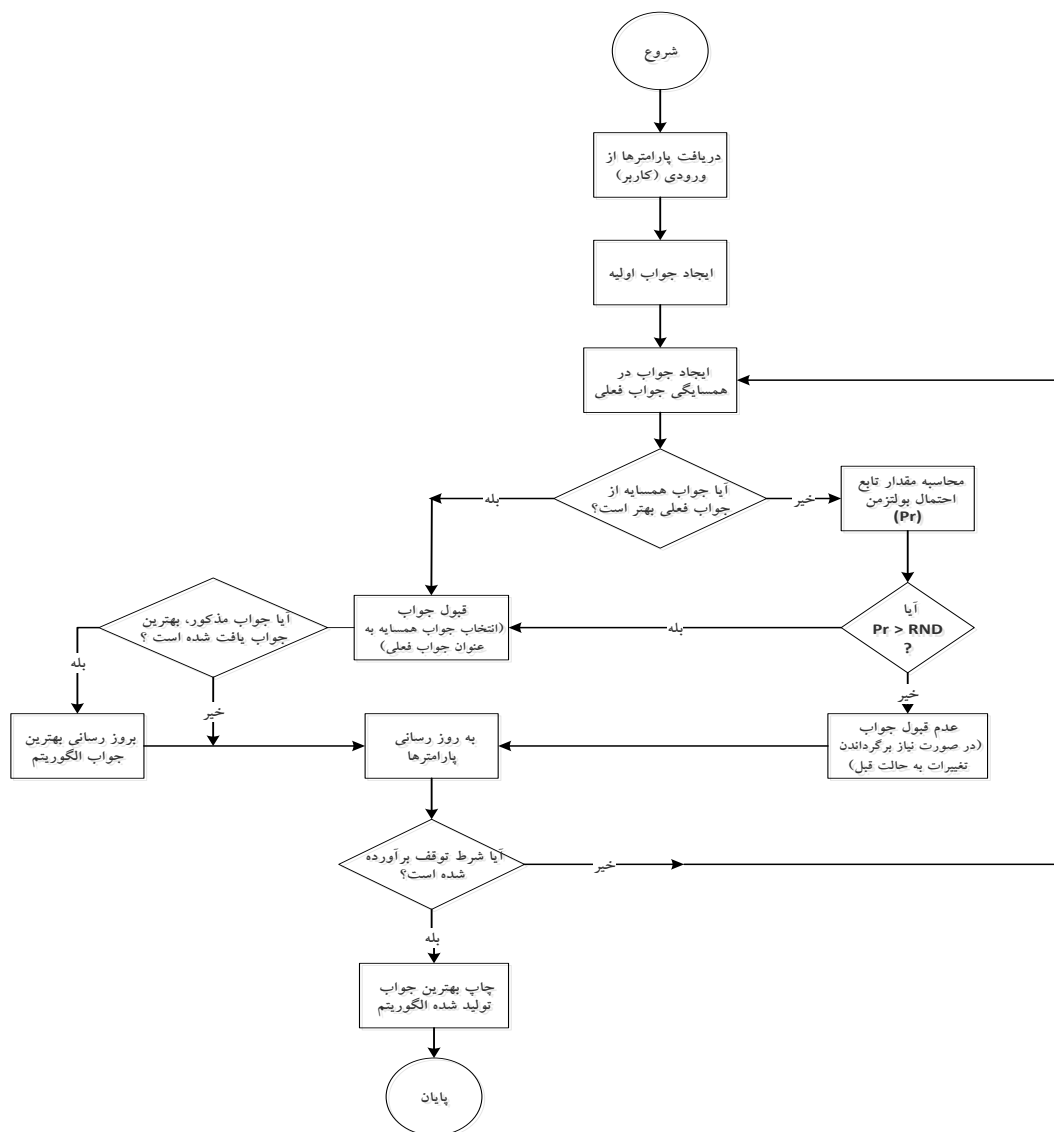 شروع
دریافت پارامترها از
ورودی (کاربر)
ایجاد جواب اولیه
ایجاد جواب در
همسایگی جواب فعلی
آیا جواب همسایه از
جواب فعلی بهتر است؟
بله
خیر
محاسبه مقدار تابع
احتمال بولتزمن
(Pr)
آیا
Pr > RND
?
بله
خیر
قبول جواب
(انتخاب جواب همسایه به
عنوان جواب فعلی)
آیا جواب مذکور، بهترین
جواب یافت شده است ؟
بله
خیر
بروز رسانی بهترین
جواب الگوریتم
به روز رسانی
پارامترها
عدم قبول جواب
(در صورت نیاز برگرداندن
تغییرات به حالت قبل)
آیا شرط توقف برآورده
شده است؟
خیر
بله
چاپ بهترین جواب
تولید شده الگوریتم
پایان